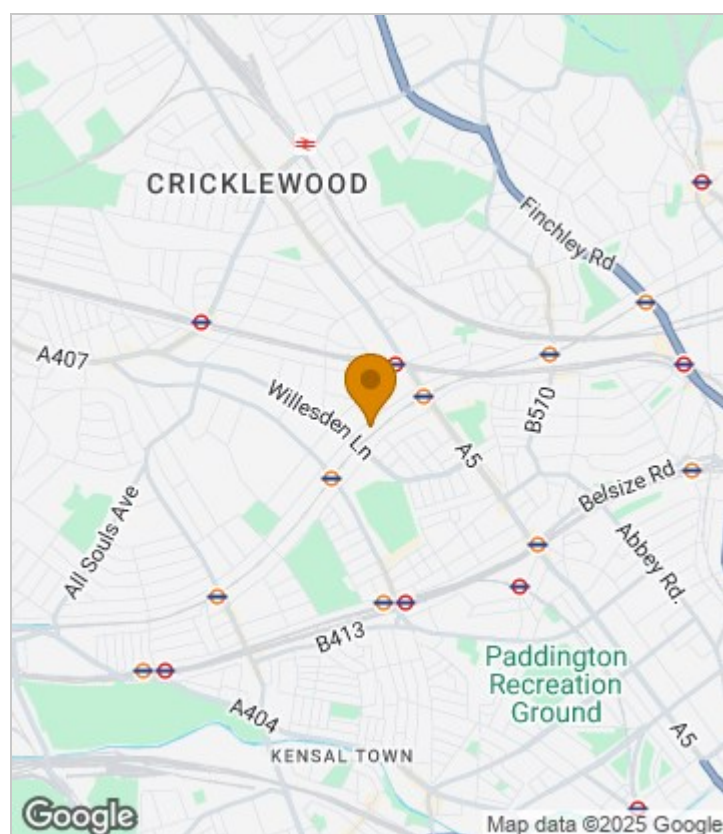 CRICKLEWOOD
Finchley Rd
A407
Willesden Ln
B570
A5
Belsize Rd
All Souls Ave
Abbey Rd.
B413
Paddington
Recreation
Ground
A404
A5
KENSAL TOWN
Google
Map data ©2025 Google